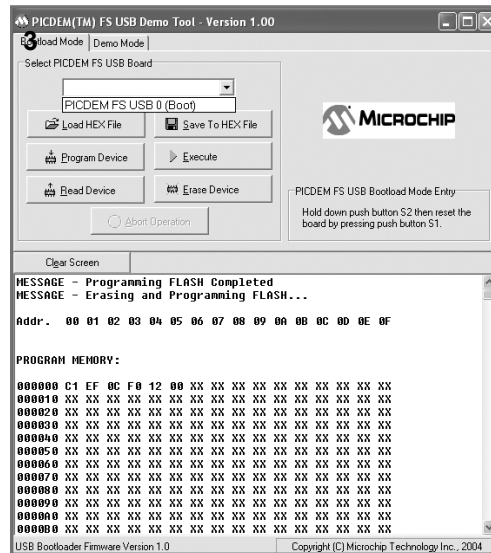 PICDEM(TM) FS USB Demo Tool - Version 1.00
3
Bootload Mode Demo Mode
Select PICDEM FS USB Board
PICDEM FS USB 0 (Boot)
Load HEX File Save To HEX File
Program Device Execute
Read Device Erase Device
Abort Operation
MICROCHIP
PICDEM FS USB Bootload Mode Entry
Hold down push button S2 then reset the
board by pressing push button S1.
Clear Screen
MESSAGE - Programming FLASH Completed
MESSAGE - Erasing and Programming FLASH...
Addr. 00 01 02 03 04 05 06 07 08 09 0A 0B 0C 0D 0E 0F
PROGRAM MEMORY:
000000 C1 EF 0C F0 12 00 XX XX XX XX XX XX XX XX XX XX
000010 XX XX XX XX XX XX XX XX XX XX XX XX XX XX XX XX
000020 XX XX XX XX XX XX XX XX XX XX XX XX XX XX XX XX
000030 XX XX XX XX XX XX XX XX XX XX XX XX XX XX XX XX
000040 XX XX XX XX XX XX XX XX XX XX XX XX XX XX XX XX
000050 XX XX XX XX XX XX XX XX XX XX XX XX XX XX XX XX
000060 XX XX XX XX XX XX XX XX XX XX XX XX XX XX XX XX
000070 XX XX XX XX XX XX XX XX XX XX XX XX XX XX XX XX
000080 XX XX XX XX XX XX XX XX XX XX XX XX XX XX XX XX
000090 XX XX XX XX XX XX XX XX XX XX XX XX XX XX XX XX
0000A0 XX XX XX XX XX XX XX XX XX XX XX XX XX XX XX XX
0000B0 XX XX XX XX XX XX XX XX XX XX XX XX XX XX XX XX
USB Bootloader Firmware Version 1.0 Copyright (C) Microchip Technology Inc., 2004